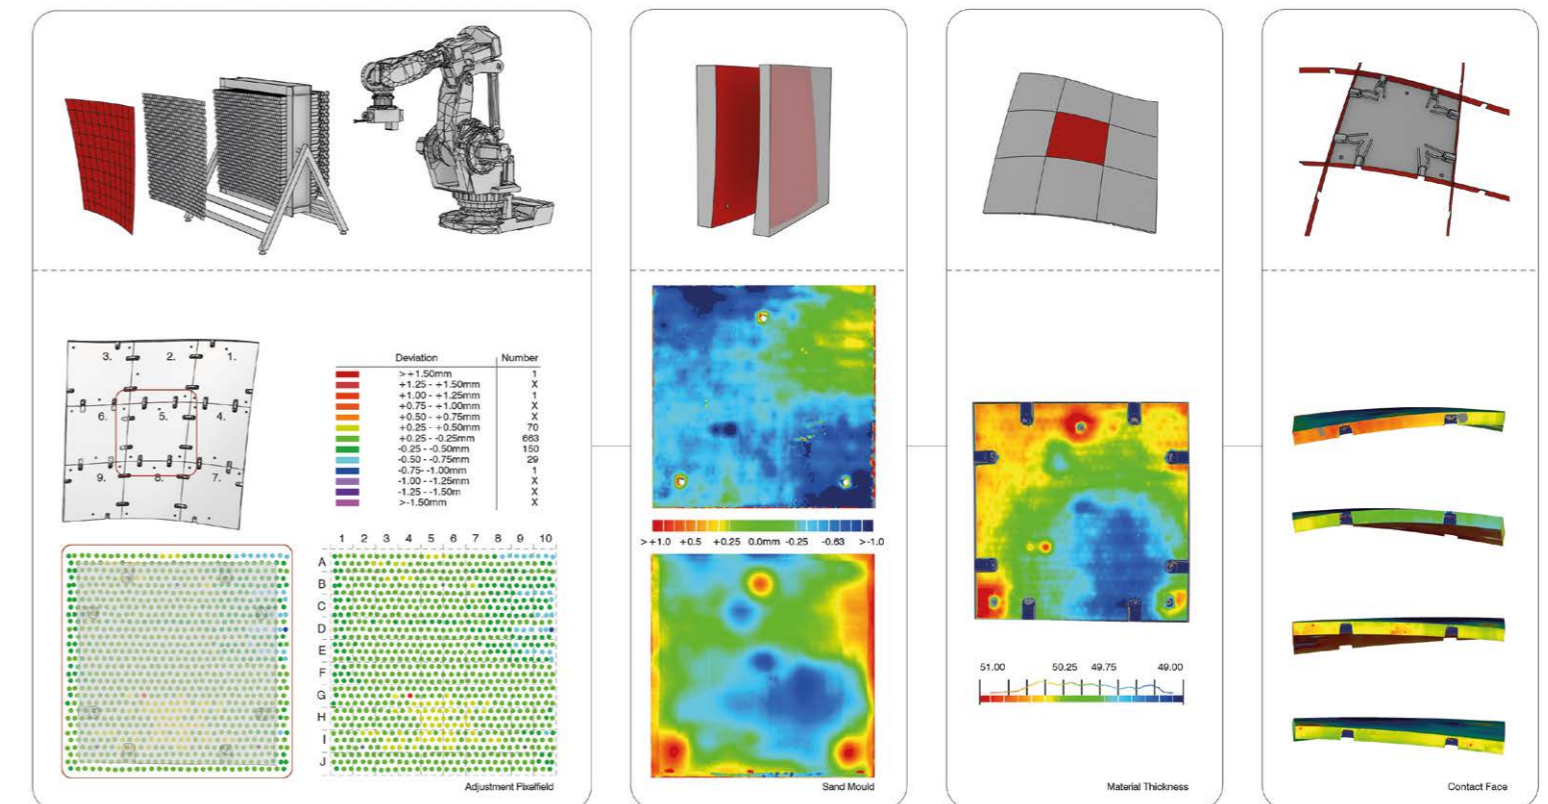 3. 2. 1.
6. 5. 4.
9. 8. 7.
Deviation Number
>+1.50mm 1
+1.25 - +1.50mm X
+1.00 - +1.25mm 1
+0.75 - +1.00mm X
+0.50 - +0.75mm X
+0.25 - +0.50mm 70
+0.25 - -0.25mm 663
-0.25 - -0.50mm 150
-0.50 - -0.75mm 29
-0.75- -1.00mm 1
-1.00 - -1.25mm X
-1.25 - -1.50m X
>-1.50mm X
1 2 3 4 5 6 7 8 9 10
A
B
C
D
E
F
G
H
I
J
Adjustment Pixelfield
>+1.0 +0.5 +0.25 0.0mm -0.25 -0.63 >-1.0
Sand Mould
51.00 50.25 49.75 49.00
Material Thickness
Contact Face